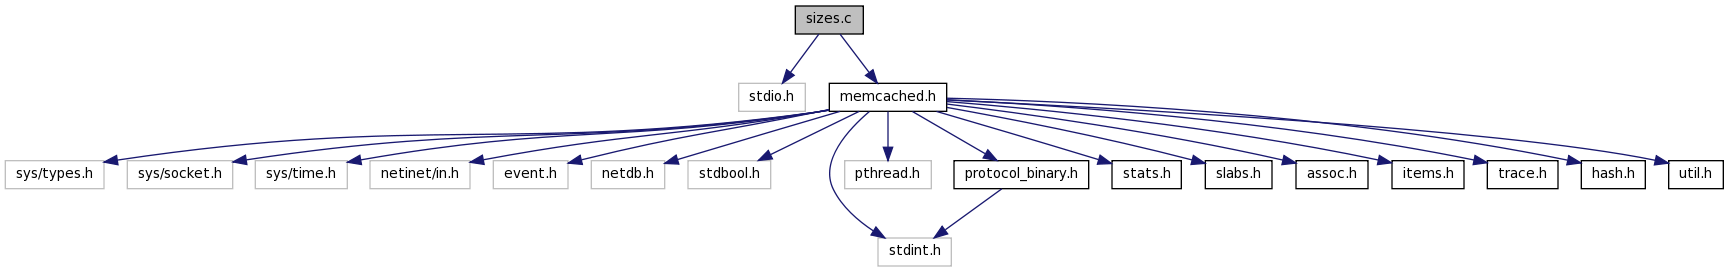 sizes.c
stdio.h
memcached.h
sys/types.h
sys/socket.h
sys/time.h
netinet/in.h
event.h
netdb.h
stdbool.h
pthread.h
protocol_binary.h
stats.h
slabs.h
assoc.h
items.h
trace.h
hash.h
util.h
stdint.h